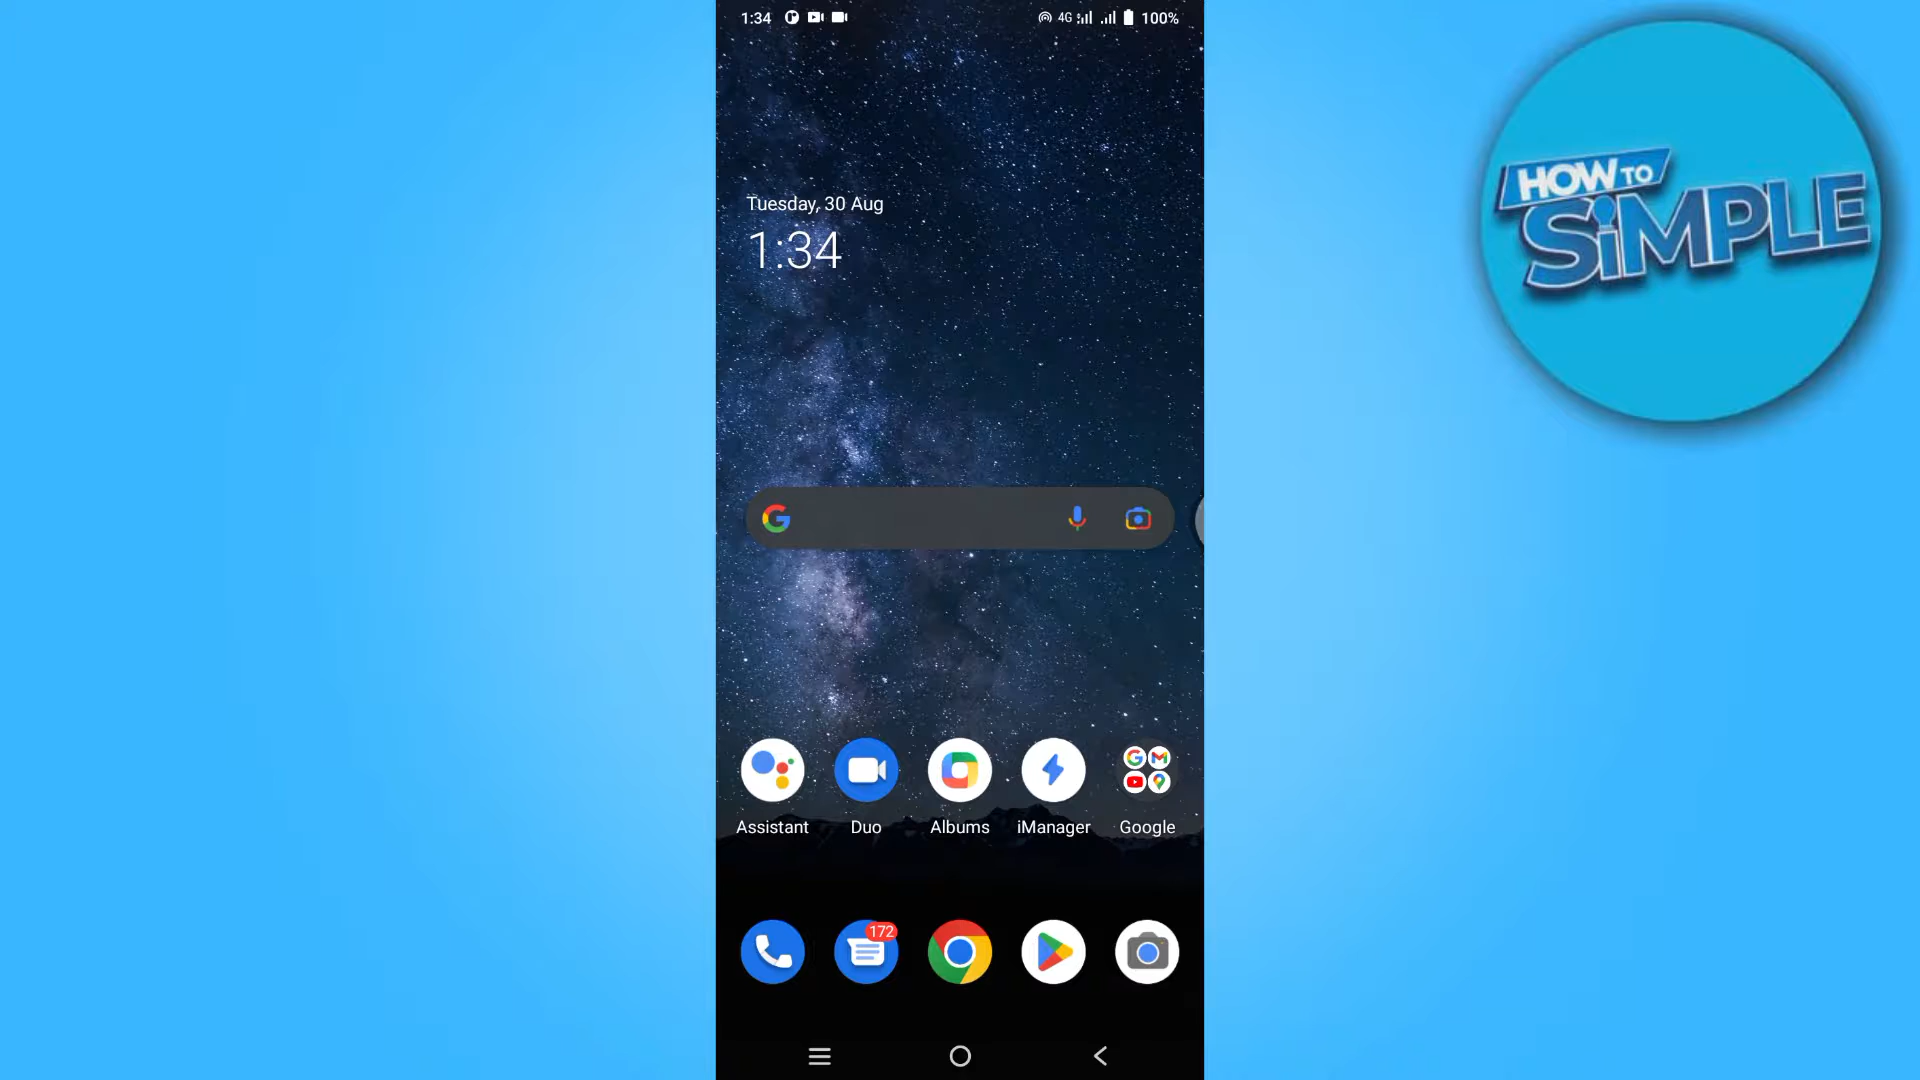 1:34
4G
100%
HOW TO
SiMPLE
Tuesday, 30 Aug
1:34
Assistant
Duo
Albums
iManager
Google
172